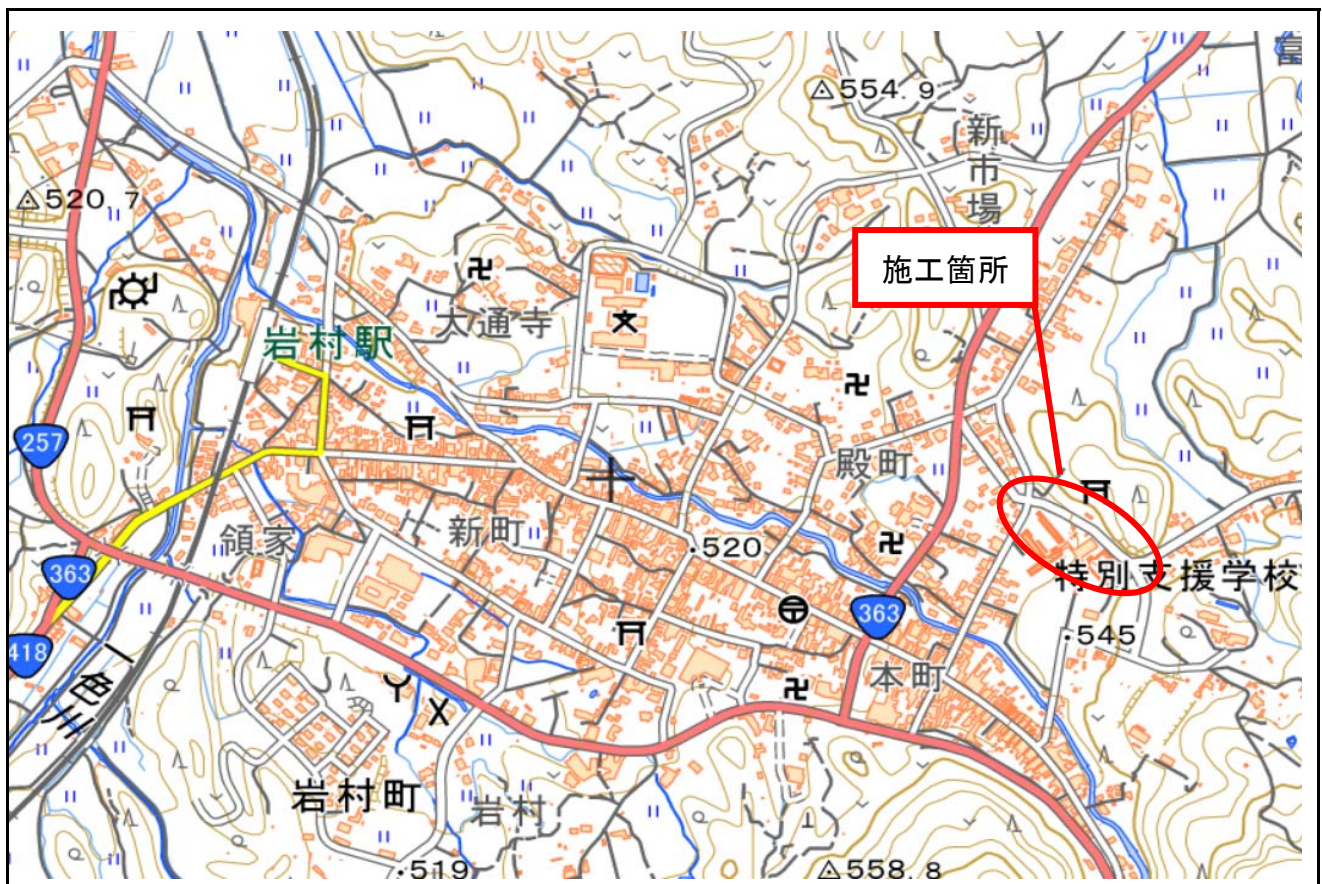 554.9
新市場
520.7
施工箇所
大通寺
文
岩村駅
257
殿町
新町
領家
520
特別支援学校
363
363
545
418
本町
一色川
岩村町
岩村
519
558.8